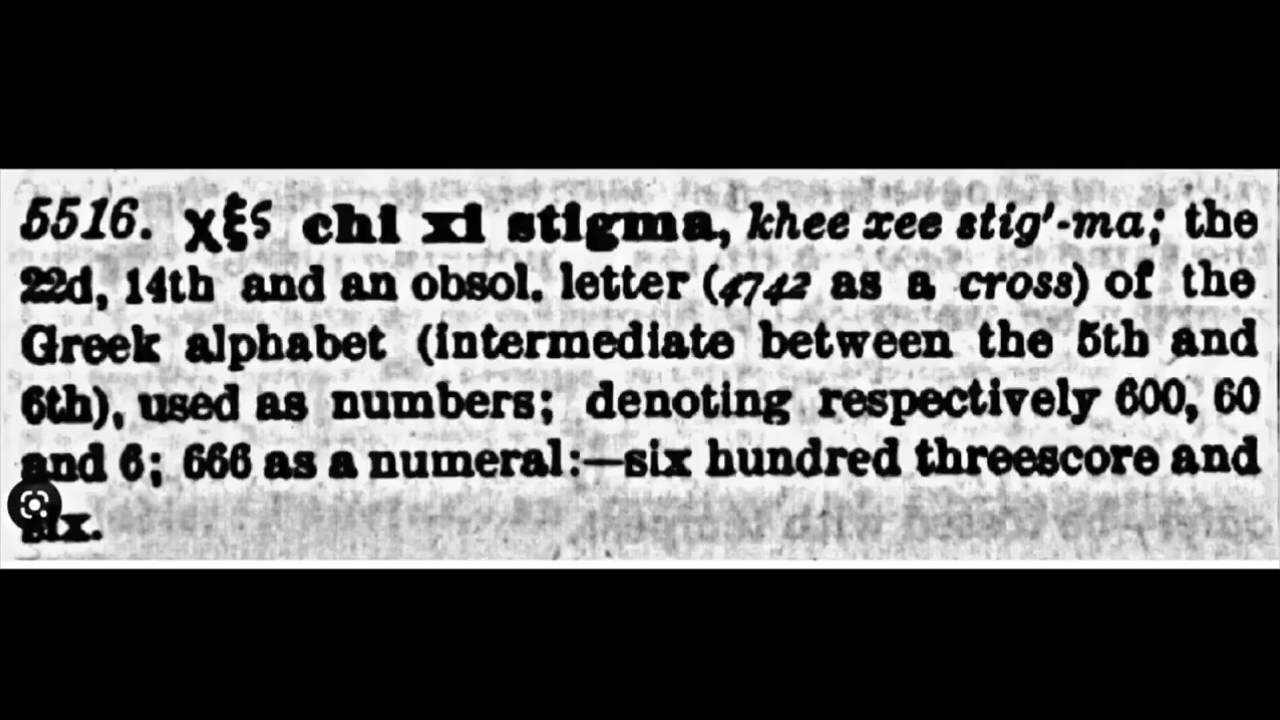 5516. χξς chi xi stigma, khee xee stig'-ma; the
22d, 14th and an obsol. letter (4742 as a cross) of the
Greek alphabet (intermediate between the 5th and
6th), used as numbers; denoting respectively 600, 60
and 6; 666 as a numeral:—six hundred threescore and
six.